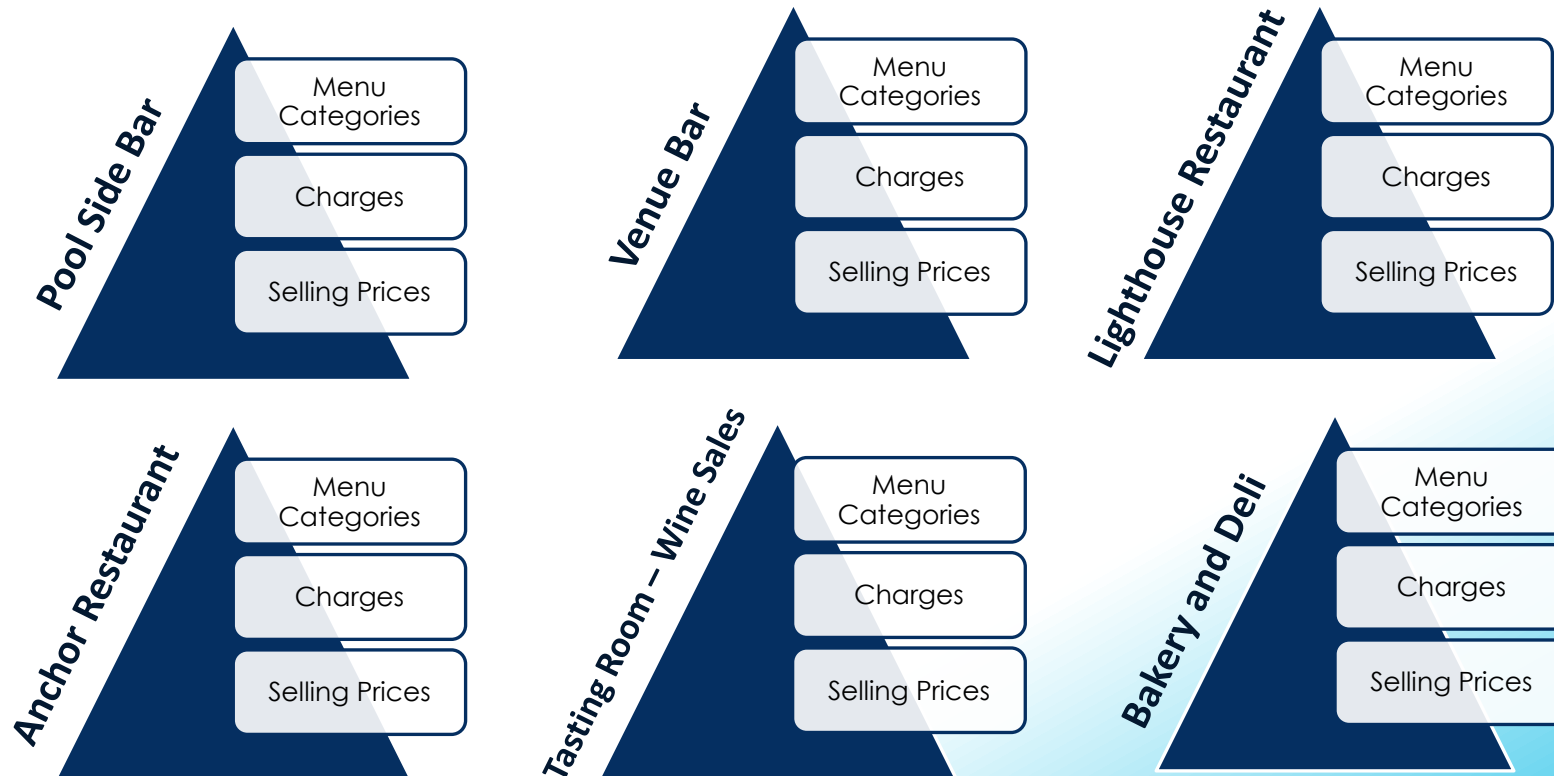 Pool Side Bar
Menu
Categories
Charges
Selling Prices
Venue Bar
Menu
Categories
Charges
Selling Prices
Lighthouse Restaurant
Menu
Categories
Charges
Selling Prices
Anchor Restaurant
Menu
Categories
Charges
Selling Prices
Tasting Room – Wine Sales
Menu
Categories
Charges
Selling Prices
Bakery and Deli
Menu
Categories
Charges
Selling Prices